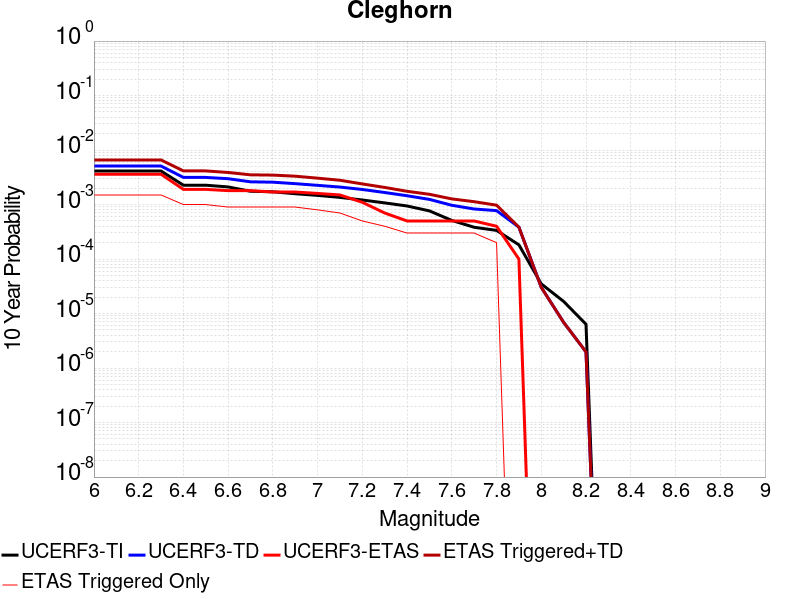 Cleghorn
10 0
10 -1
10 -2
10 -3
10 -4
10 -5
10 -6
10 -7
10 -8
10 Year Probability
6 6.2 6.4 6.6 6.8 7 7.2 7.4 7.6 7.8 8 8.2 8.4 8.6 8.8 9
Magnitude
UCERF3-TI UCERF3-TD UCERF3-ETAS ETAS Triggered+TD
ETAS Triggered Only